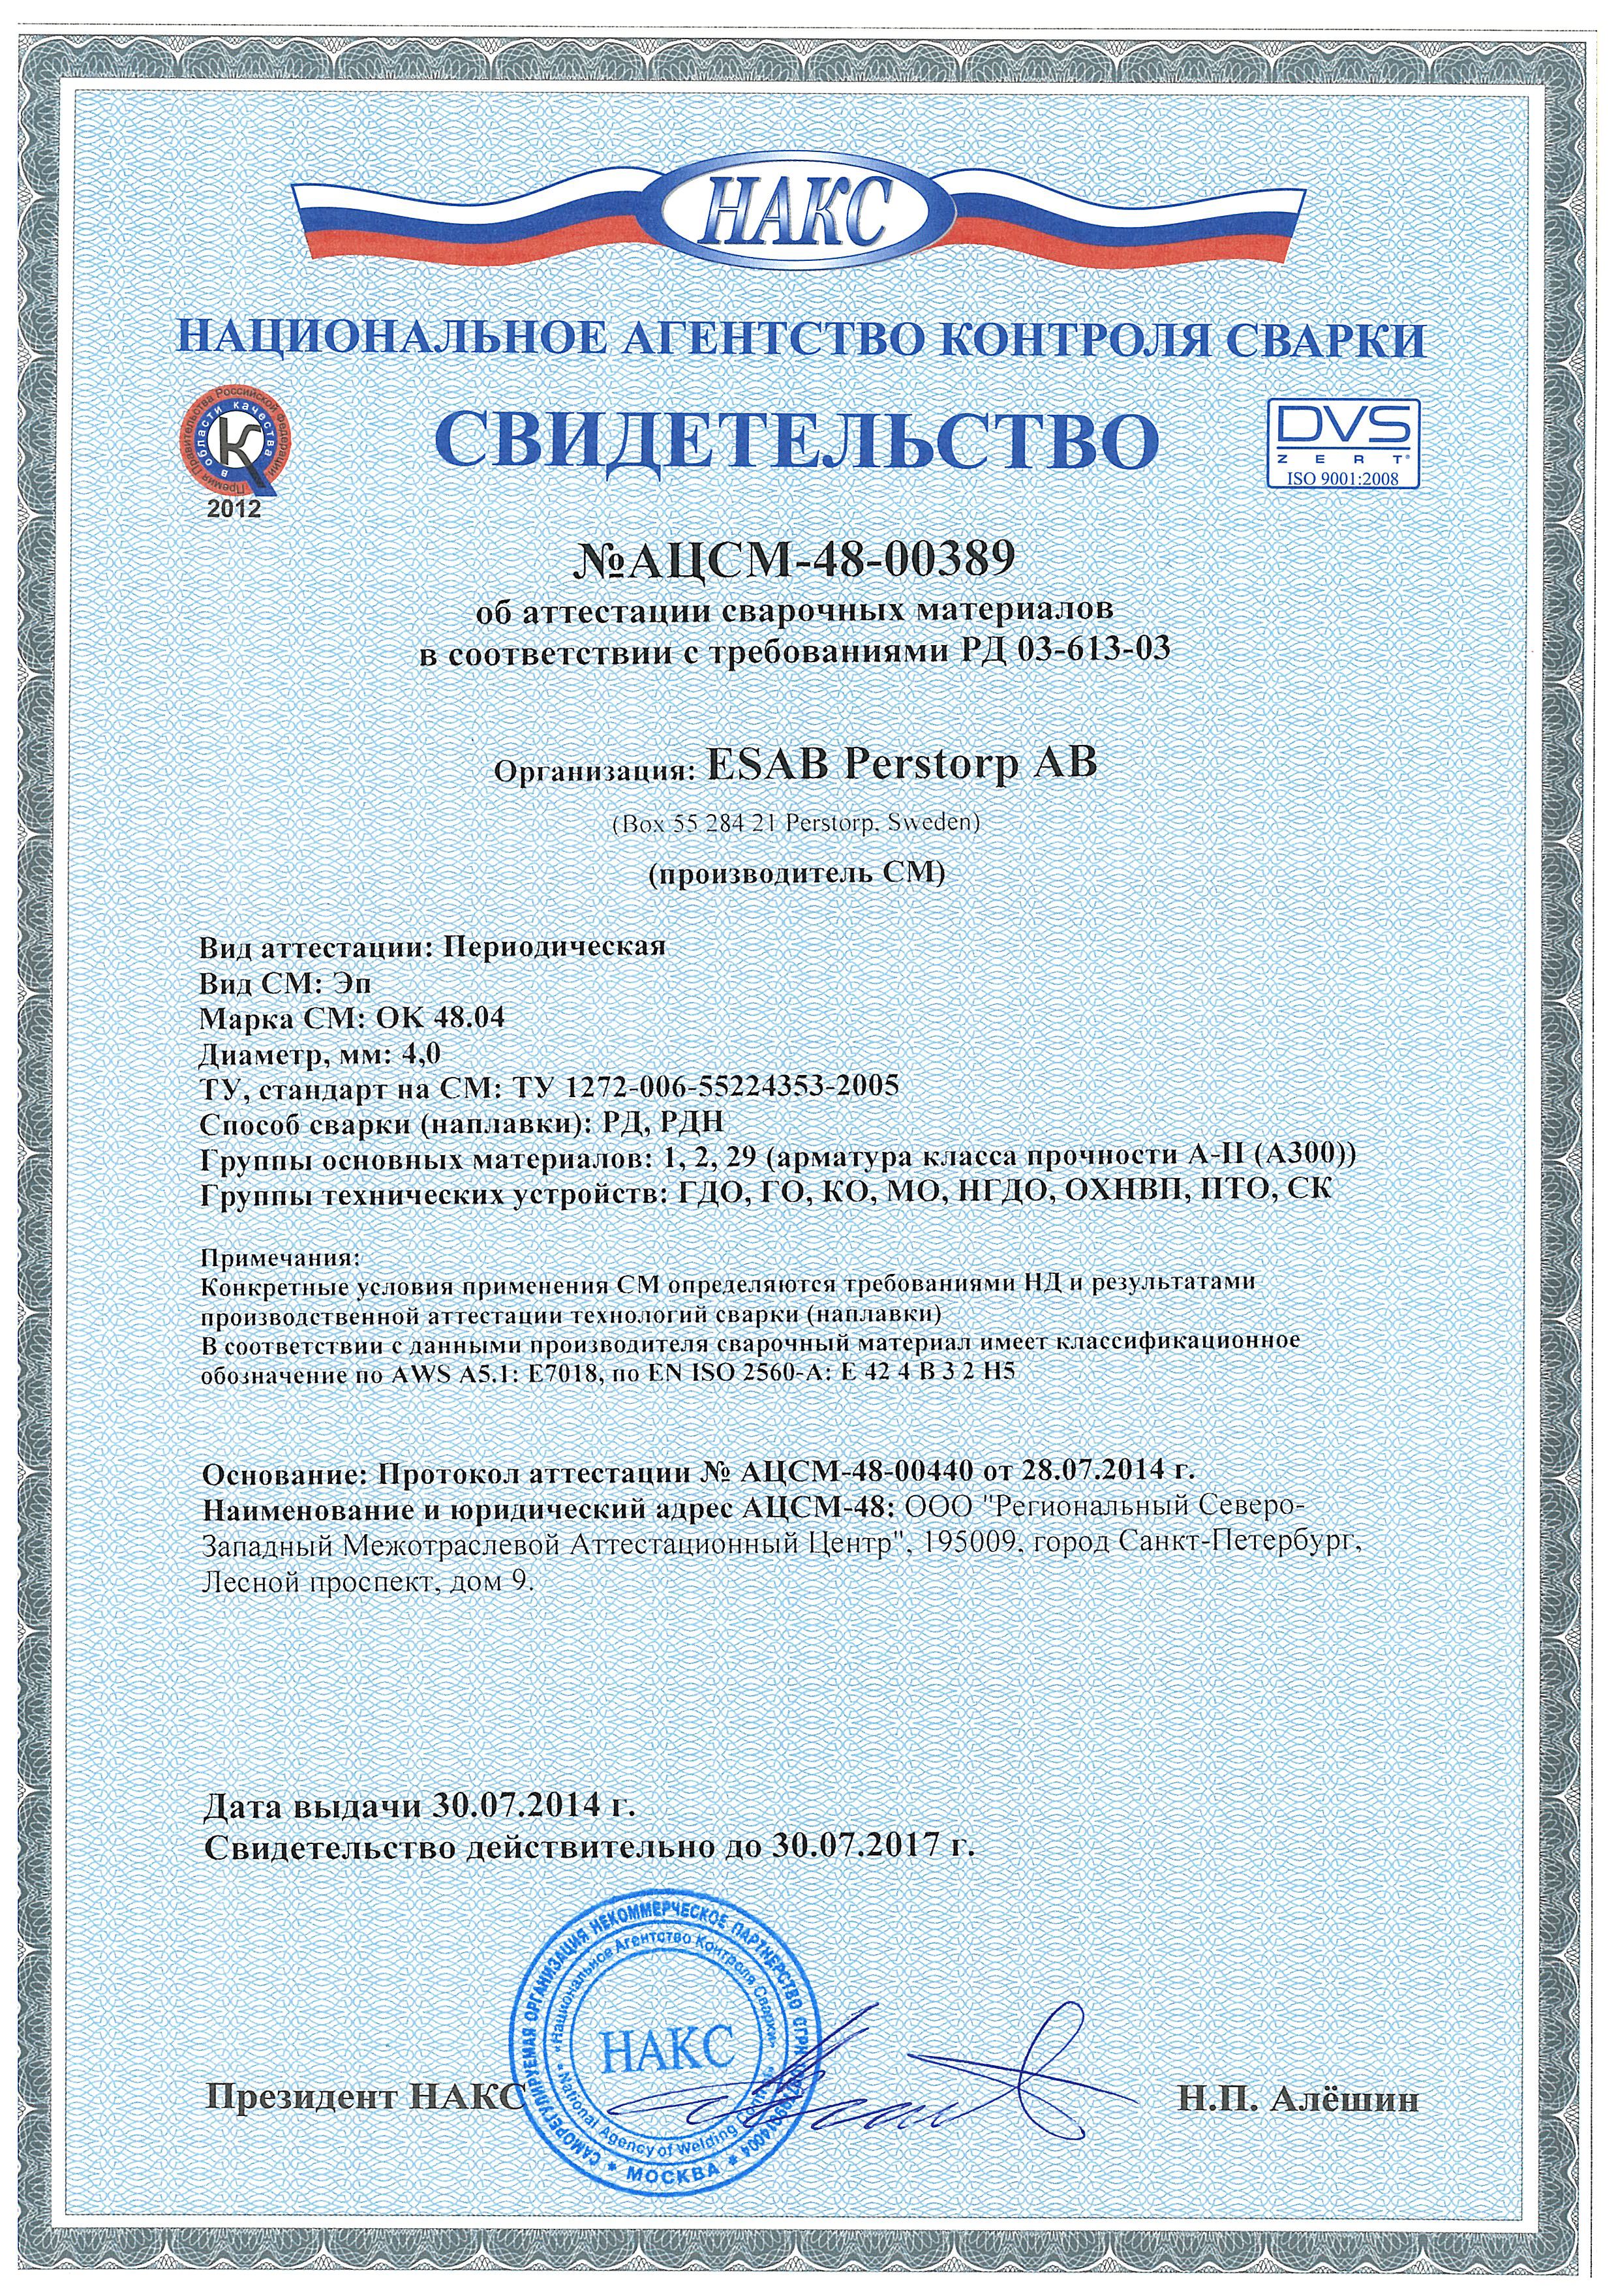 НАКС
НАЦИОНАЛЬНОЕ АГЕНТСТВО КОНТРОЛЯ СВАРКИ
Премия Правительства Российской Федерации
в области качества
К
2012
СВИДЕТЕЛЬСТВО
DVS
ZERT
ISO 9001:2008
№АЦСМ-48-00389
об аттестации сварочных материалов
в соответствии с требованиями РД 03-613-03
Организация: ESAB Perstorp AB
(Box 55 284 21 Perstorp, Sweden)
(производитель СМ)
Вид аттестации: Периодическая
Вид СМ: Эп
Марка СМ: OK 48.04
Диаметр, мм: 4,0
ТУ, стандарт на СМ: ТУ 1272-006-55224353-2005
Способ сварки (наплавки): РД, РДН
Группы основных материалов: 1, 2, 29 (арматура класса прочности А-II (А300))
Группы технических устройств: ГДО, ГО, КО, МО, НГДО, ОХНВП, ПТО, СК
Примечания:
Конкретные условия применения СМ определяются требованиями НД и результатами
производственной аттестации технологий сварки (наплавки)
В соответствии с данными производителя сварочный материал имеет классификационное
обозначение по AWS A5.1: E7018, по EN ISO 2560-A: E 42 4 B 3 2 H5
Основание: Протокол аттестации № АЦСМ-48-00440 от 28.07.2014 г.
Наименование и юридический адрес АЦСМ-48: ООО "Региональный Северо-
Западный Межотраслевой Аттестационный Центр", 195009, город Санкт-Петербург,
Лесной проспект, дом 9.
Дата выдачи 30.07.2014 г.
Свидетельство действительно до 30.07.2017 г.
САМОРЕГУЛИРУЕМАЯ ОРГАНИЗАЦИЯ НЕКОММЕРЧЕСКОЕ ПАРТНЕРСТВО
«Национальное Агентство Контроля Сварки»
"National Agency of Welding Control"
НАКС
* МОСКВА *
Президент НАКС
Н.П. Алёшин